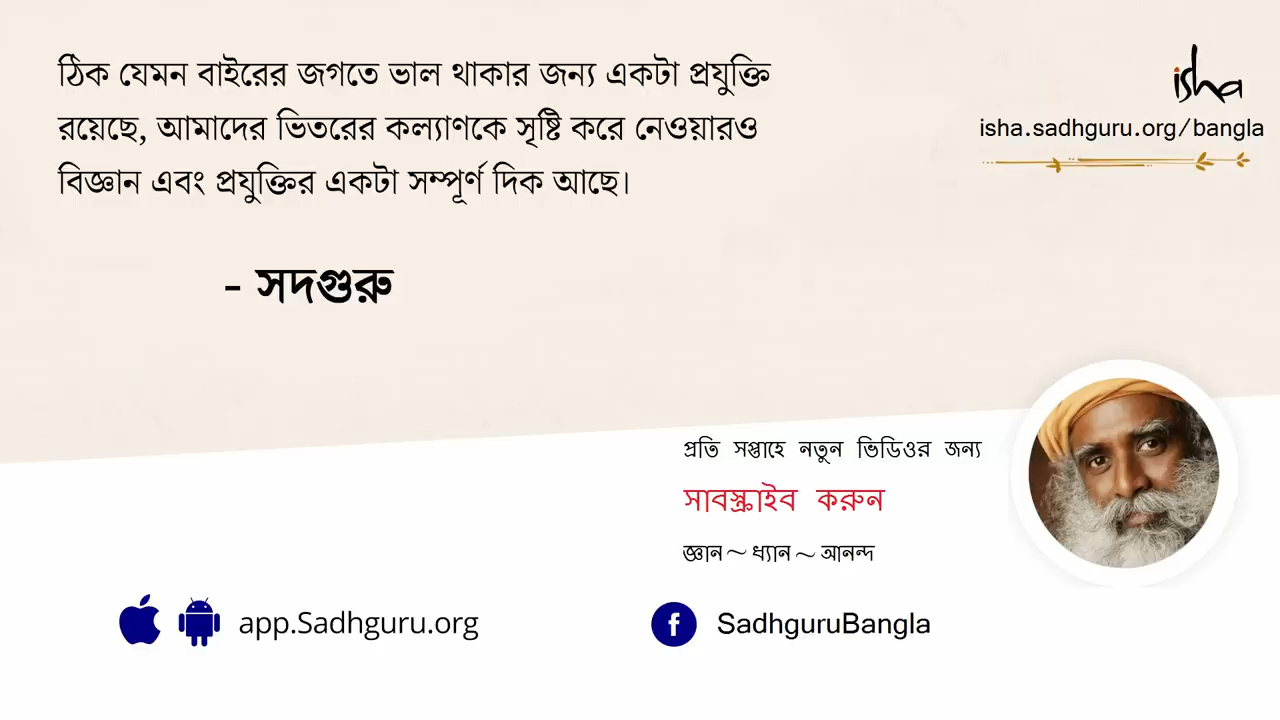 ঠিক যেমন বাইরের জগতে ভাল থাকার জন্য একটা প্রযুক্তি
রয়েছে, আমাদের ভিতরের কল্যাণকে সৃষ্টি করে নেওয়ারও
বিজ্ঞান এবং প্রযুক্তির একটা সম্পূর্ণ দিক আছে।
- সদগুরু
isha
isha.sadhguru.org/bangla
প্রতি সপ্তাহে নতুন ভিডিওর জন্য
সাবস্ক্রাইব করুন
জ্ঞান ~ ধ্যান ~ আনন্দ
app.Sadhguru.org
f SadhguruBangla